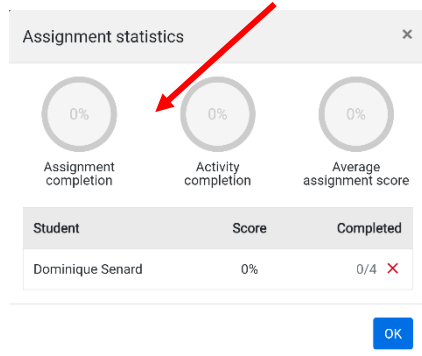 Assignment statistics ×
0% 0% 0%
Assignment completion
Activity completion
Average assignment score
Student Score Completed
Dominique Senard 0% 0/4 ×
OK